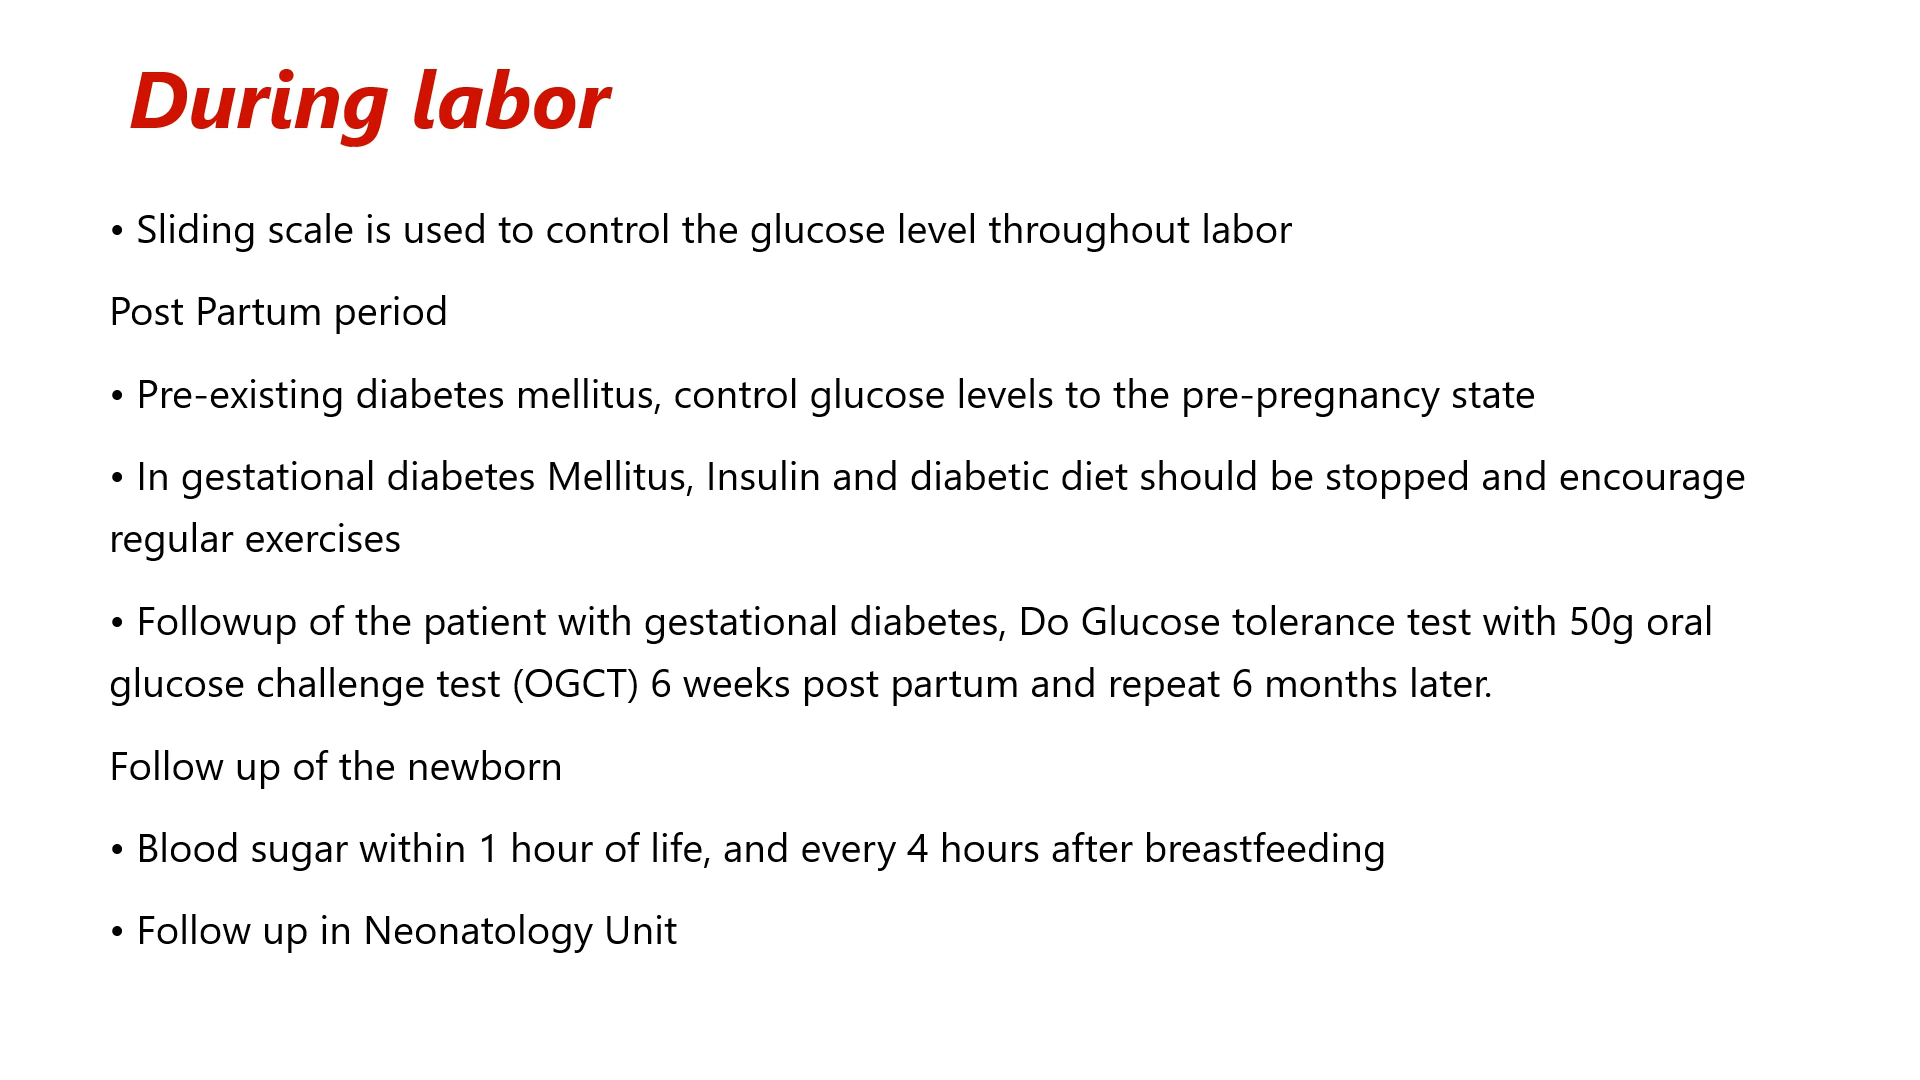 During labor
• Sliding scale is used to control the glucose level throughout labor
Post Partum period
• Pre-existing diabetes mellitus, control glucose levels to the pre-pregnancy state
• In gestational diabetes Mellitus, Insulin and diabetic diet should be stopped and encourage
regular exercises
• Followup of the patient with gestational diabetes, Do Glucose tolerance test with 50g oral
glucose challenge test (OGCT) 6 weeks post partum and repeat 6 months later.
Follow up of the newborn
• Blood sugar within 1 hour of life, and every 4 hours after breastfeeding
• Follow up in Neonatology Unit